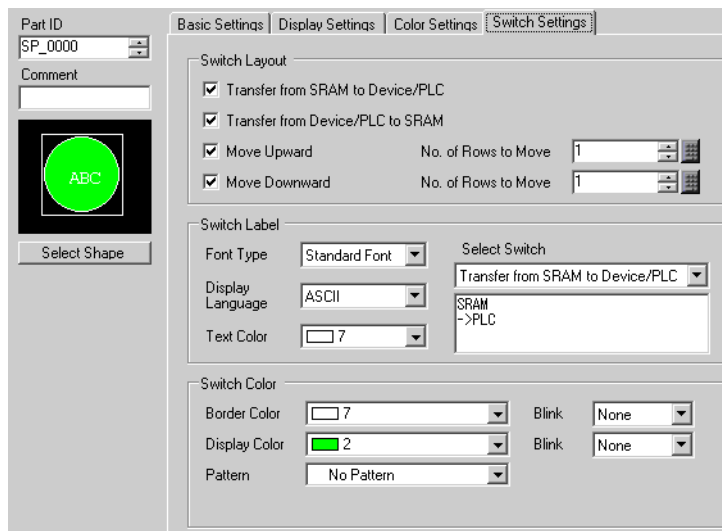 Part ID
SP_0000
Comment
ABC
Select Shape
Basic Settings Display Settings Color Settings Switch Settings
Switch Layout
Transfer from SRAM to Device/PLC
Transfer from Device/PLC to SRAM
Move Upward No. of Rows to Move 1
Move Downward No. of Rows to Move 1
Switch Label
Font Type Standard Font
Display
Language ASCII
Text Color 7
Select Switch
Transfer from SRAM to Device/PLC
SRAM
->PLC
Switch Color
Border Color 7 Blink None
Display Color 2 Blink None
Pattern No Pattern